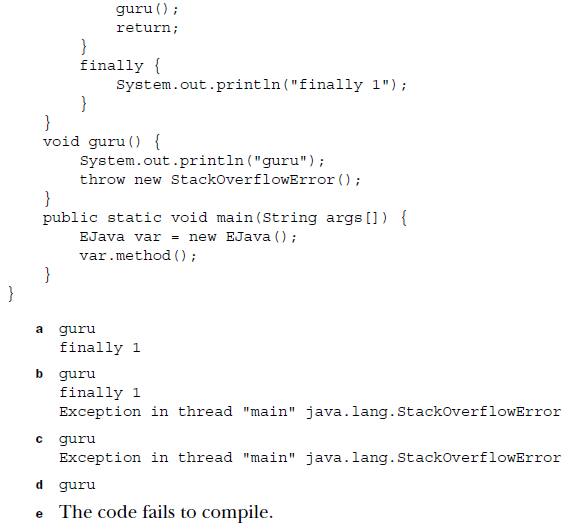 guru();
return;
}
finally {
System.out.println("finally 1");
}
}
void guru() {
System.out.println("guru");
throw new StackOverflowError();
}
public static void main(String args[]) {
EJava var = new EJava();
var.method();
}
}
a guru
finally 1
b guru
finally 1
Exception in thread "main" java.lang.StackOverflowError
c guru
Exception in thread "main" java.lang.StackOverflowError
d guru
e The code fails to compile.